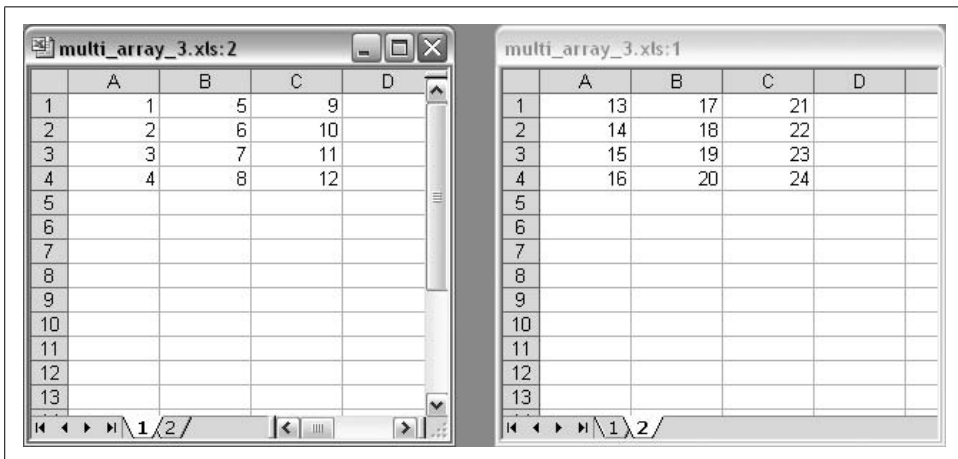 multi_array_3.xls:2
A B C D
1 1 5 9
2 2 6 10
3 3 7 11
4 4 8 12
5
6
7
8
9
10
11
12
13
1 2
multi_array_3.xls:1
A B C D
1 13 17 21
2 14 18 22
3 15 19 23
4 16 20 24
5
6
7
8
9
10
11
12
13
1 2